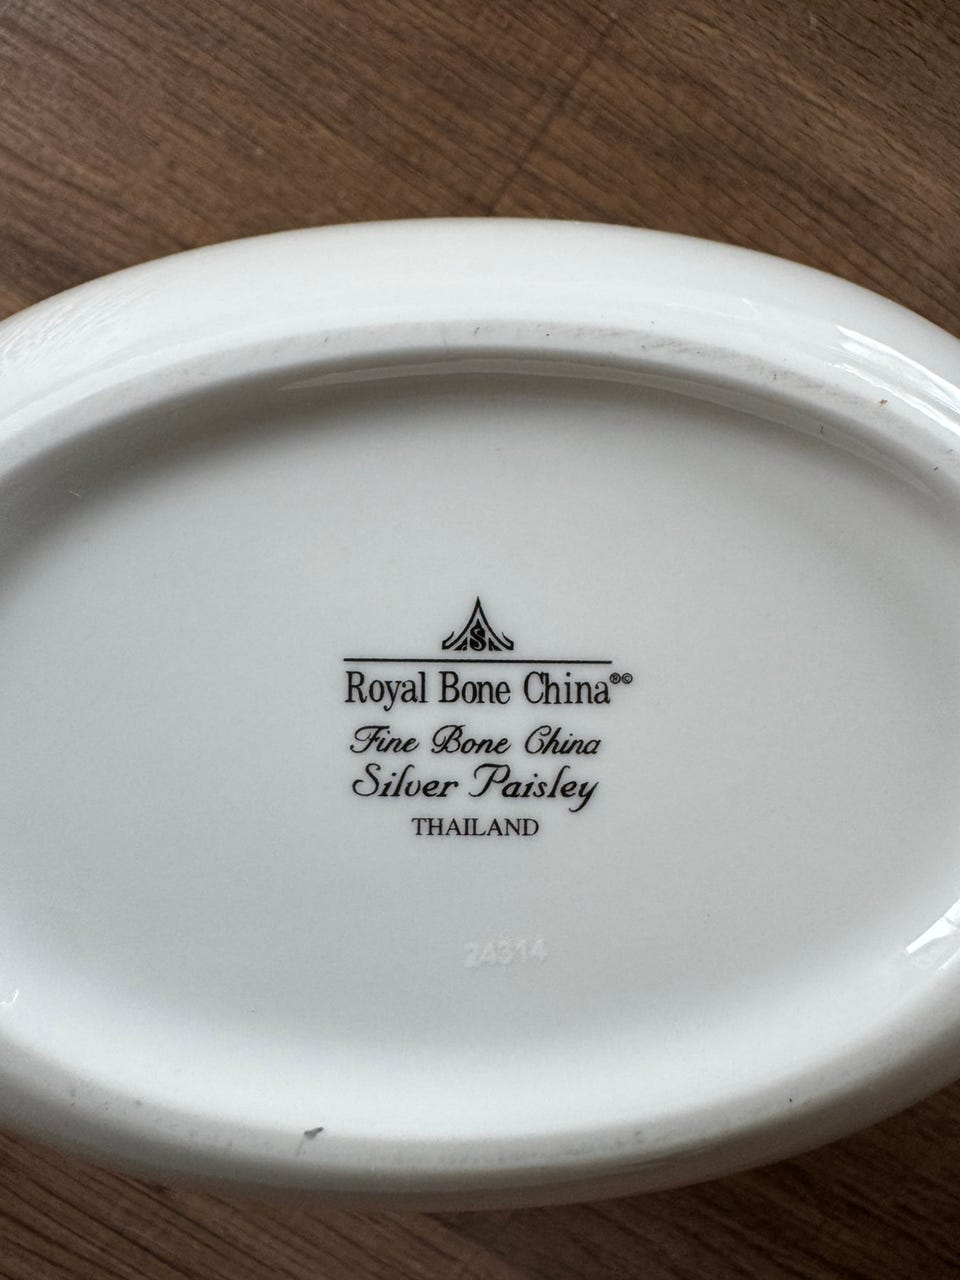 S
Royal Bone China®©
Fine Bone China
Silver Paisley
THAILAND
24314